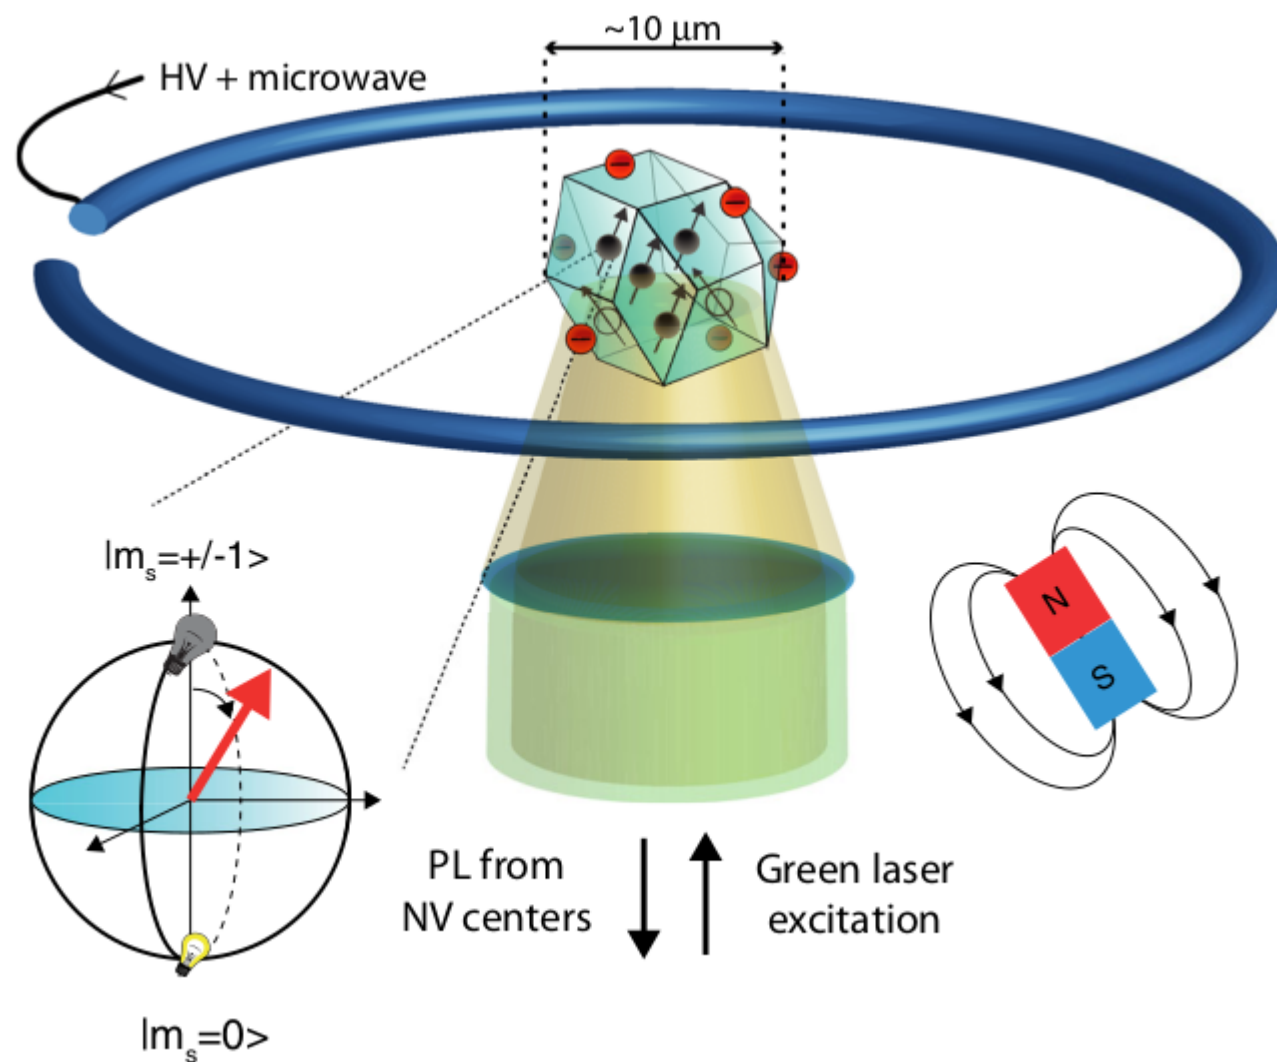 ~10 μm
HV + microwave
|mₛ=+/-1>
N
S
PL from
NV centers
Green laser
excitation
|mₛ=0>